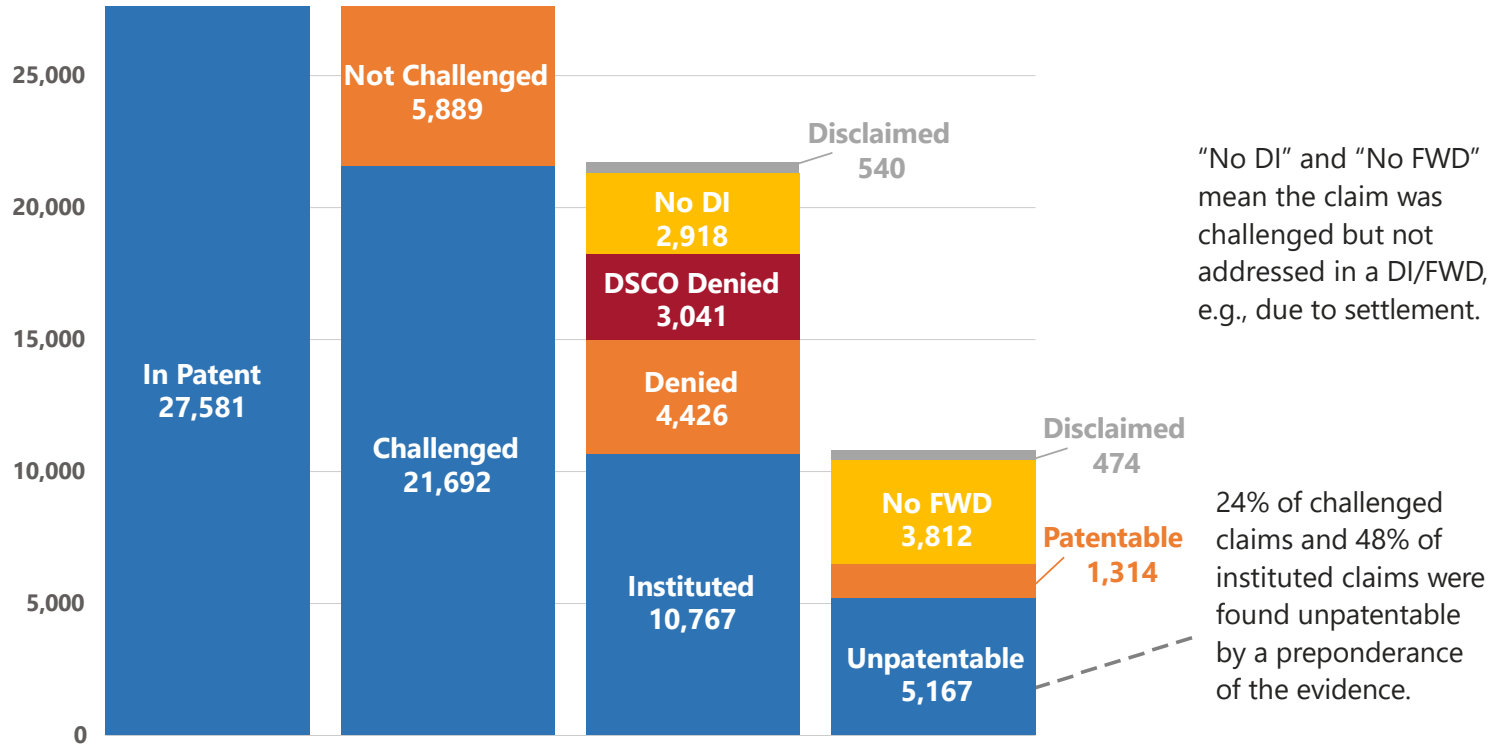 25,000
20,000
15,000
10,000
5,000
0
In Patent
27,581
Not Challenged
5,889
Challenged
21,692
Disclaimed
540
No DI
2,918
DSCO Denied
3,041
Denied
4,426
Instituted
10,767
Disclaimed
474
No FWD
3,812
Patentable
1,314
Unpatentable
5,167
“No DI” and “No FWD”
mean the claim was
challenged but not
addressed in a DI/FWD,
e.g., due to settlement.
24% of challenged
claims and 48% of
instituted claims were
found unpatentable
by a preponderance
of the evidence.